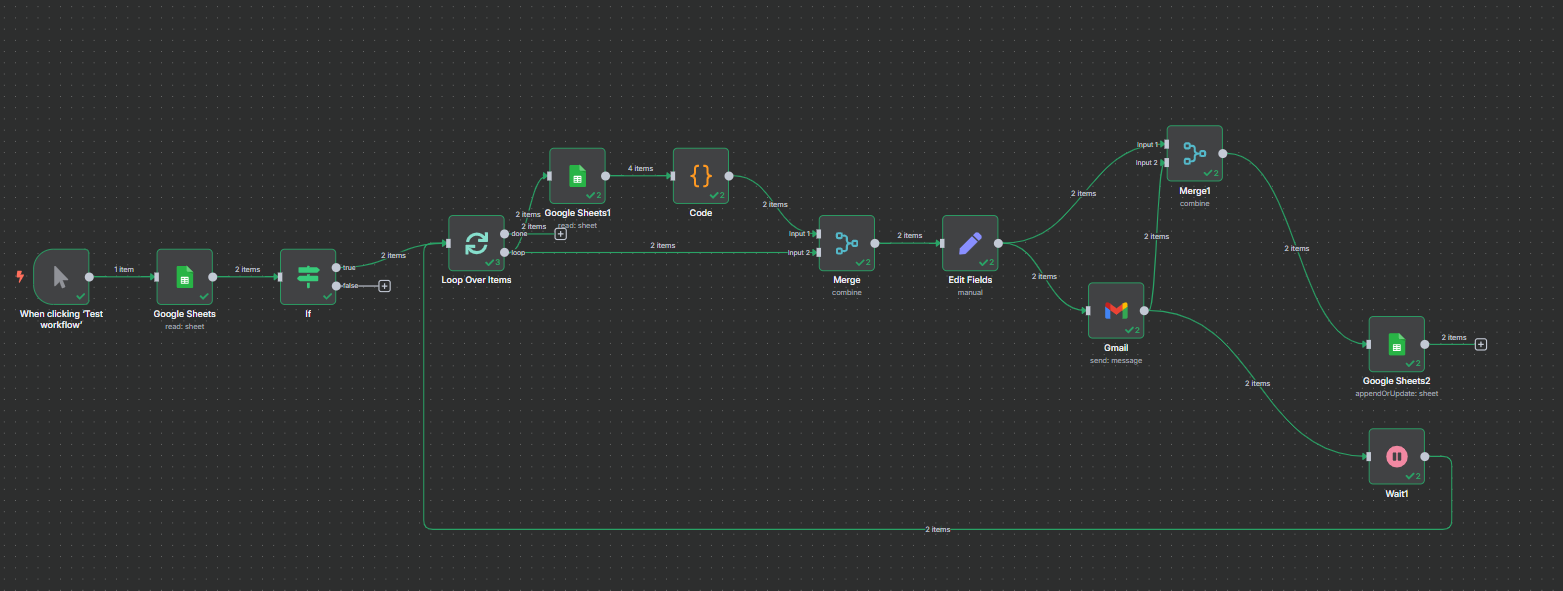 1 item
2 items
When clicking 'Test
workflow'
Google Sheets
read: sheet
true
false
If
2 items
Loop Over Items
3
done
loop
2 items
2 items
Google Sheets1
read: sheet
2
4 items
Code
2
2 items
2 items
Input 1
Input 2
2
Merge
combine
2 items
2
Edit Fields
manual
2 items
2 items
2
Gmail
send: message
Input 1
Input 2
2
Merge1
combine
2 items
2 items
2 items
2
Google Sheets2
appendOrUpdate: sheet
2 items
2
Wait1
2 items